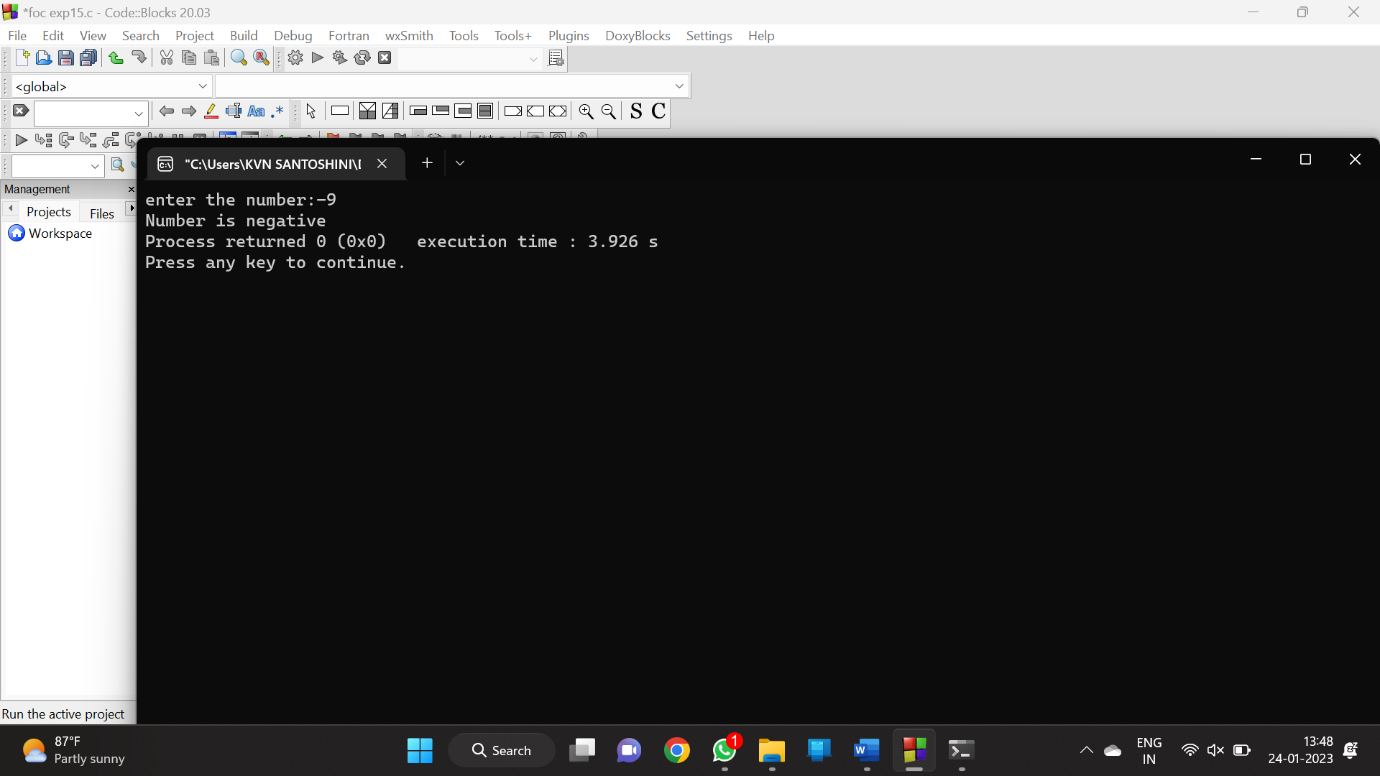 *foc exp15.c - Code::Blocks 20.03
File Edit View Search Project Build Debug Fortran wxSmith Tools Tools+ Plugins DoxyBlocks Settings Help
<global>
Aa .* S C
"C:\Users\KVN SANTOSHINI\
Management
Projects Files
Workspace
enter the number:-9
Number is negative
Process returned 0 (0x0)   execution time : 3.926 s
Press any key to continue.
Run the active project
87°F
Partly sunny
Search
1
ENG
IN
13:48
24-01-2023